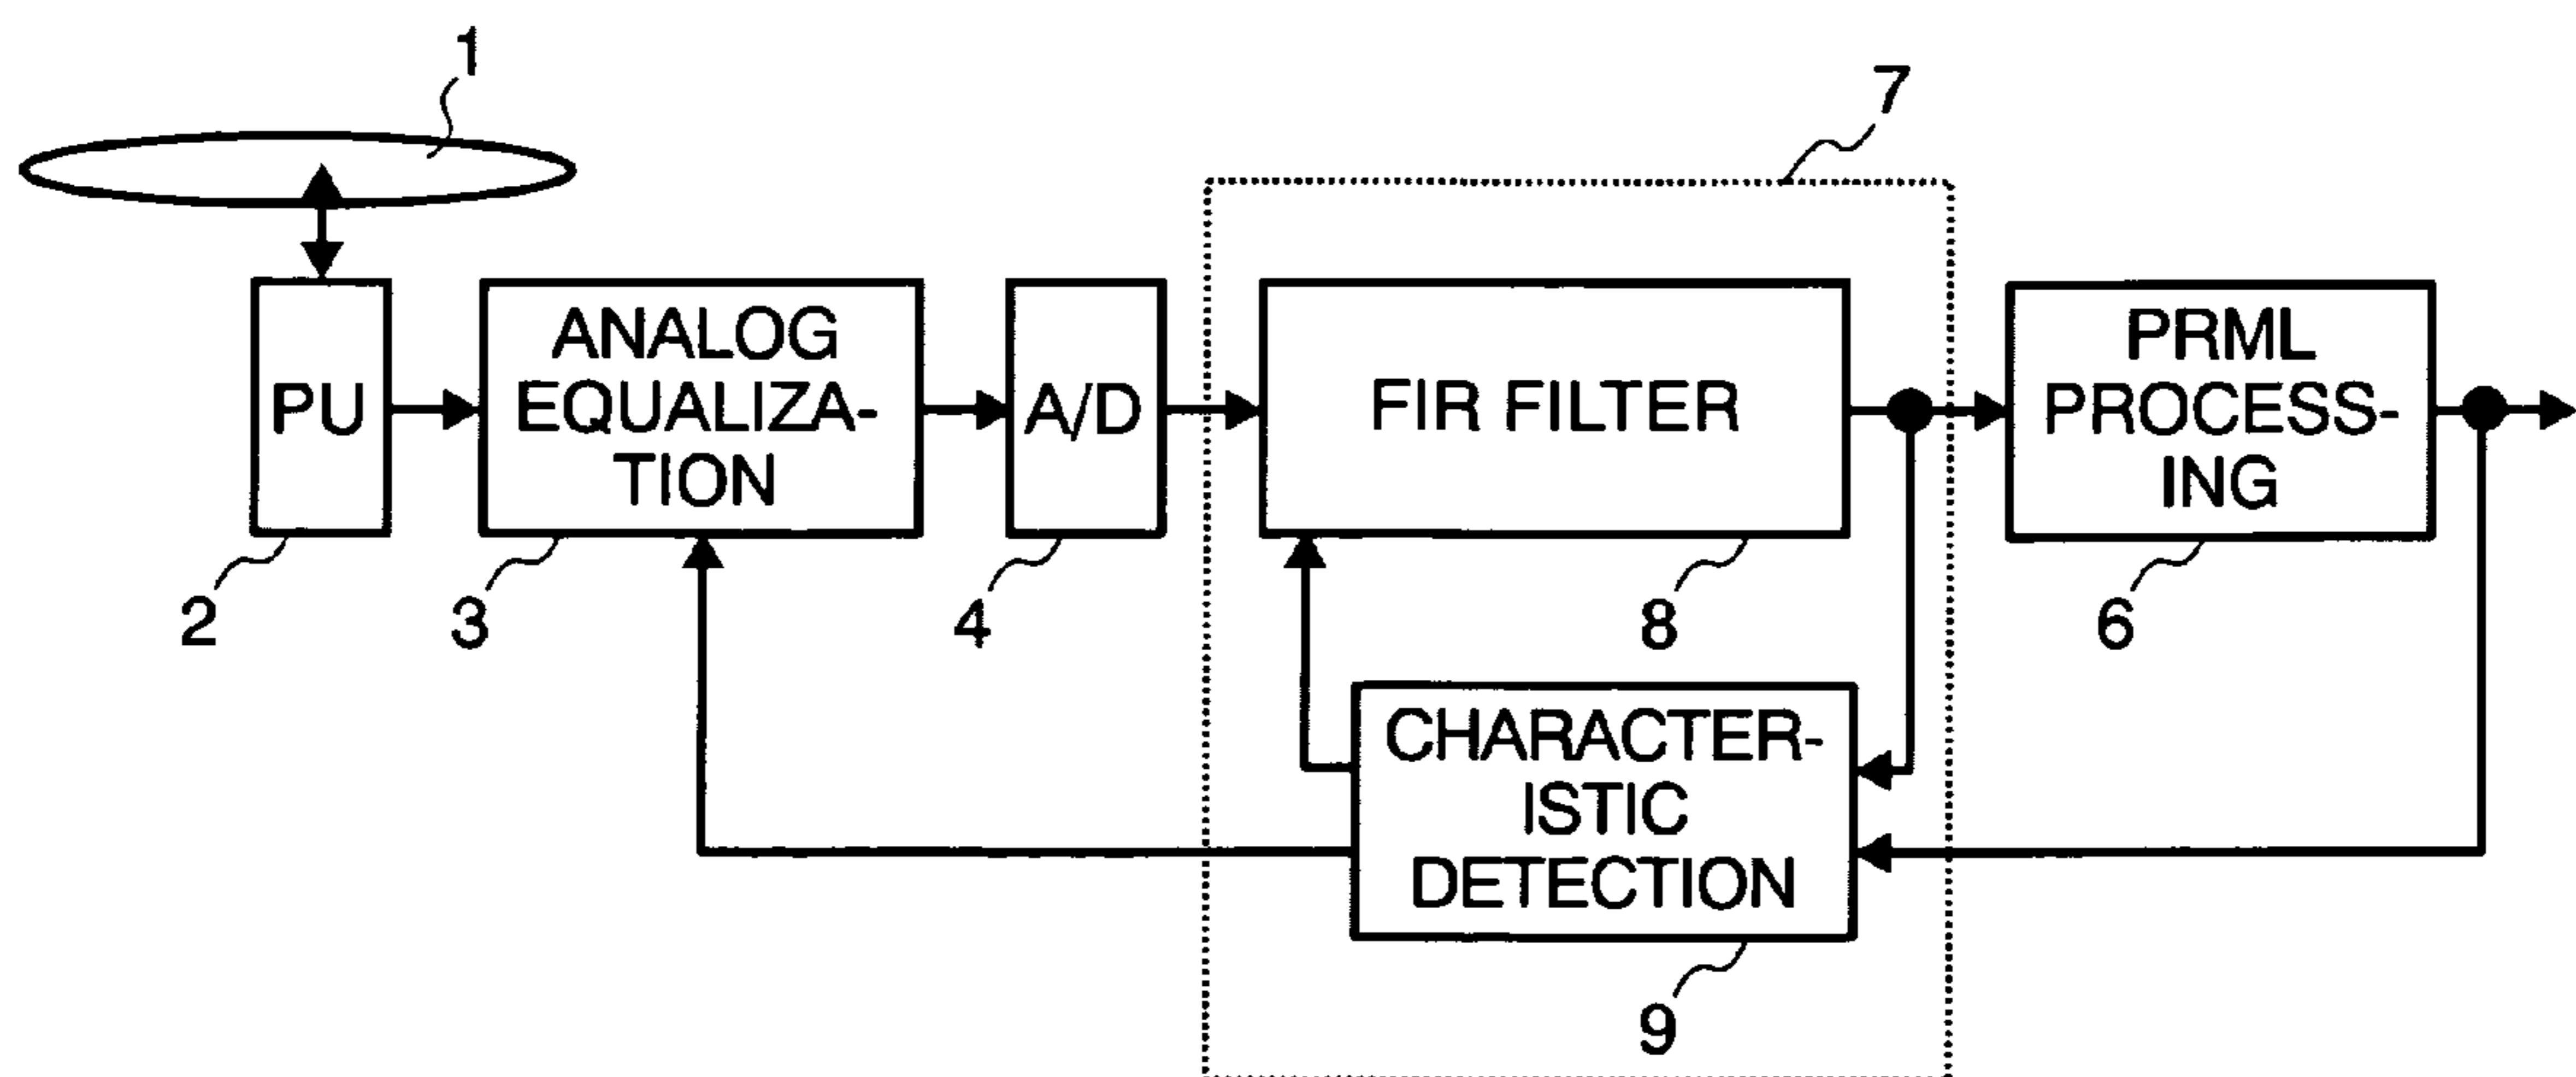 1
7
PU
ANALOG
EQUALIZA-
TION
A/D
FIR FILTER
PRML
PROCESS-
ING
2
3
4
8
6
CHARACTER-
ISTIC
DETECTION
9